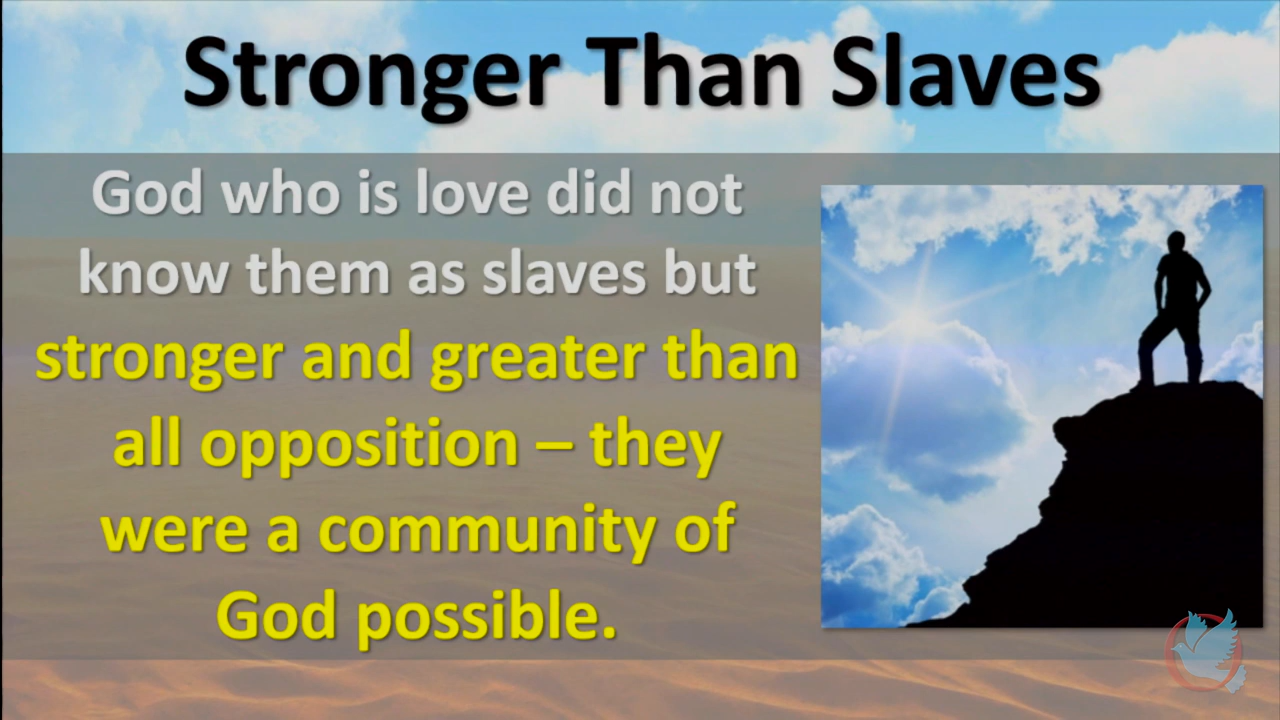 Stronger Than Slaves
God who is love did not
know them as slaves but
stronger and greater than
all opposition – they
were a community of
God possible.